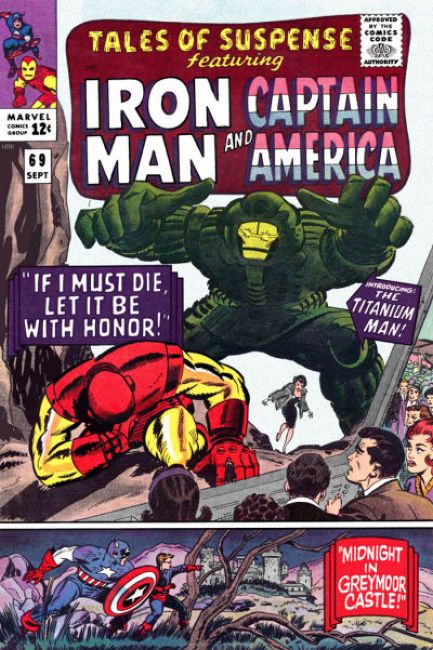 TALES OF SUSPENSE
featuring
IRON
MAN
AND
CAPTAIN
AMERICA
APPROVED
BY THE
COMICS
CODE
AUTHORITY
MARVEL
COMICS
GROUP
12¢
HRK
69
SEPT
"IF I MUST DIE,
LET IT BE
WITH HONOR!"
INTRODUCING:
THE
TITANIUM
MAN!
"MIDNIGHT
IN
GREYMOOR
CASTLE!"